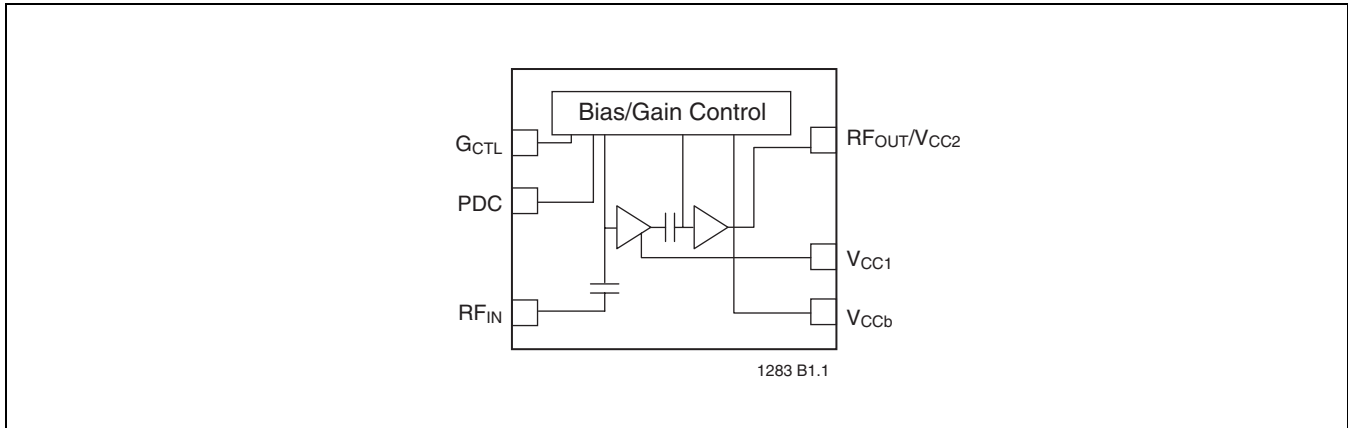 Bias/Gain Control
GCTL
RFOUT/VCC2
PDC
VCC1
RFIN
VCCb
1283 B1.1